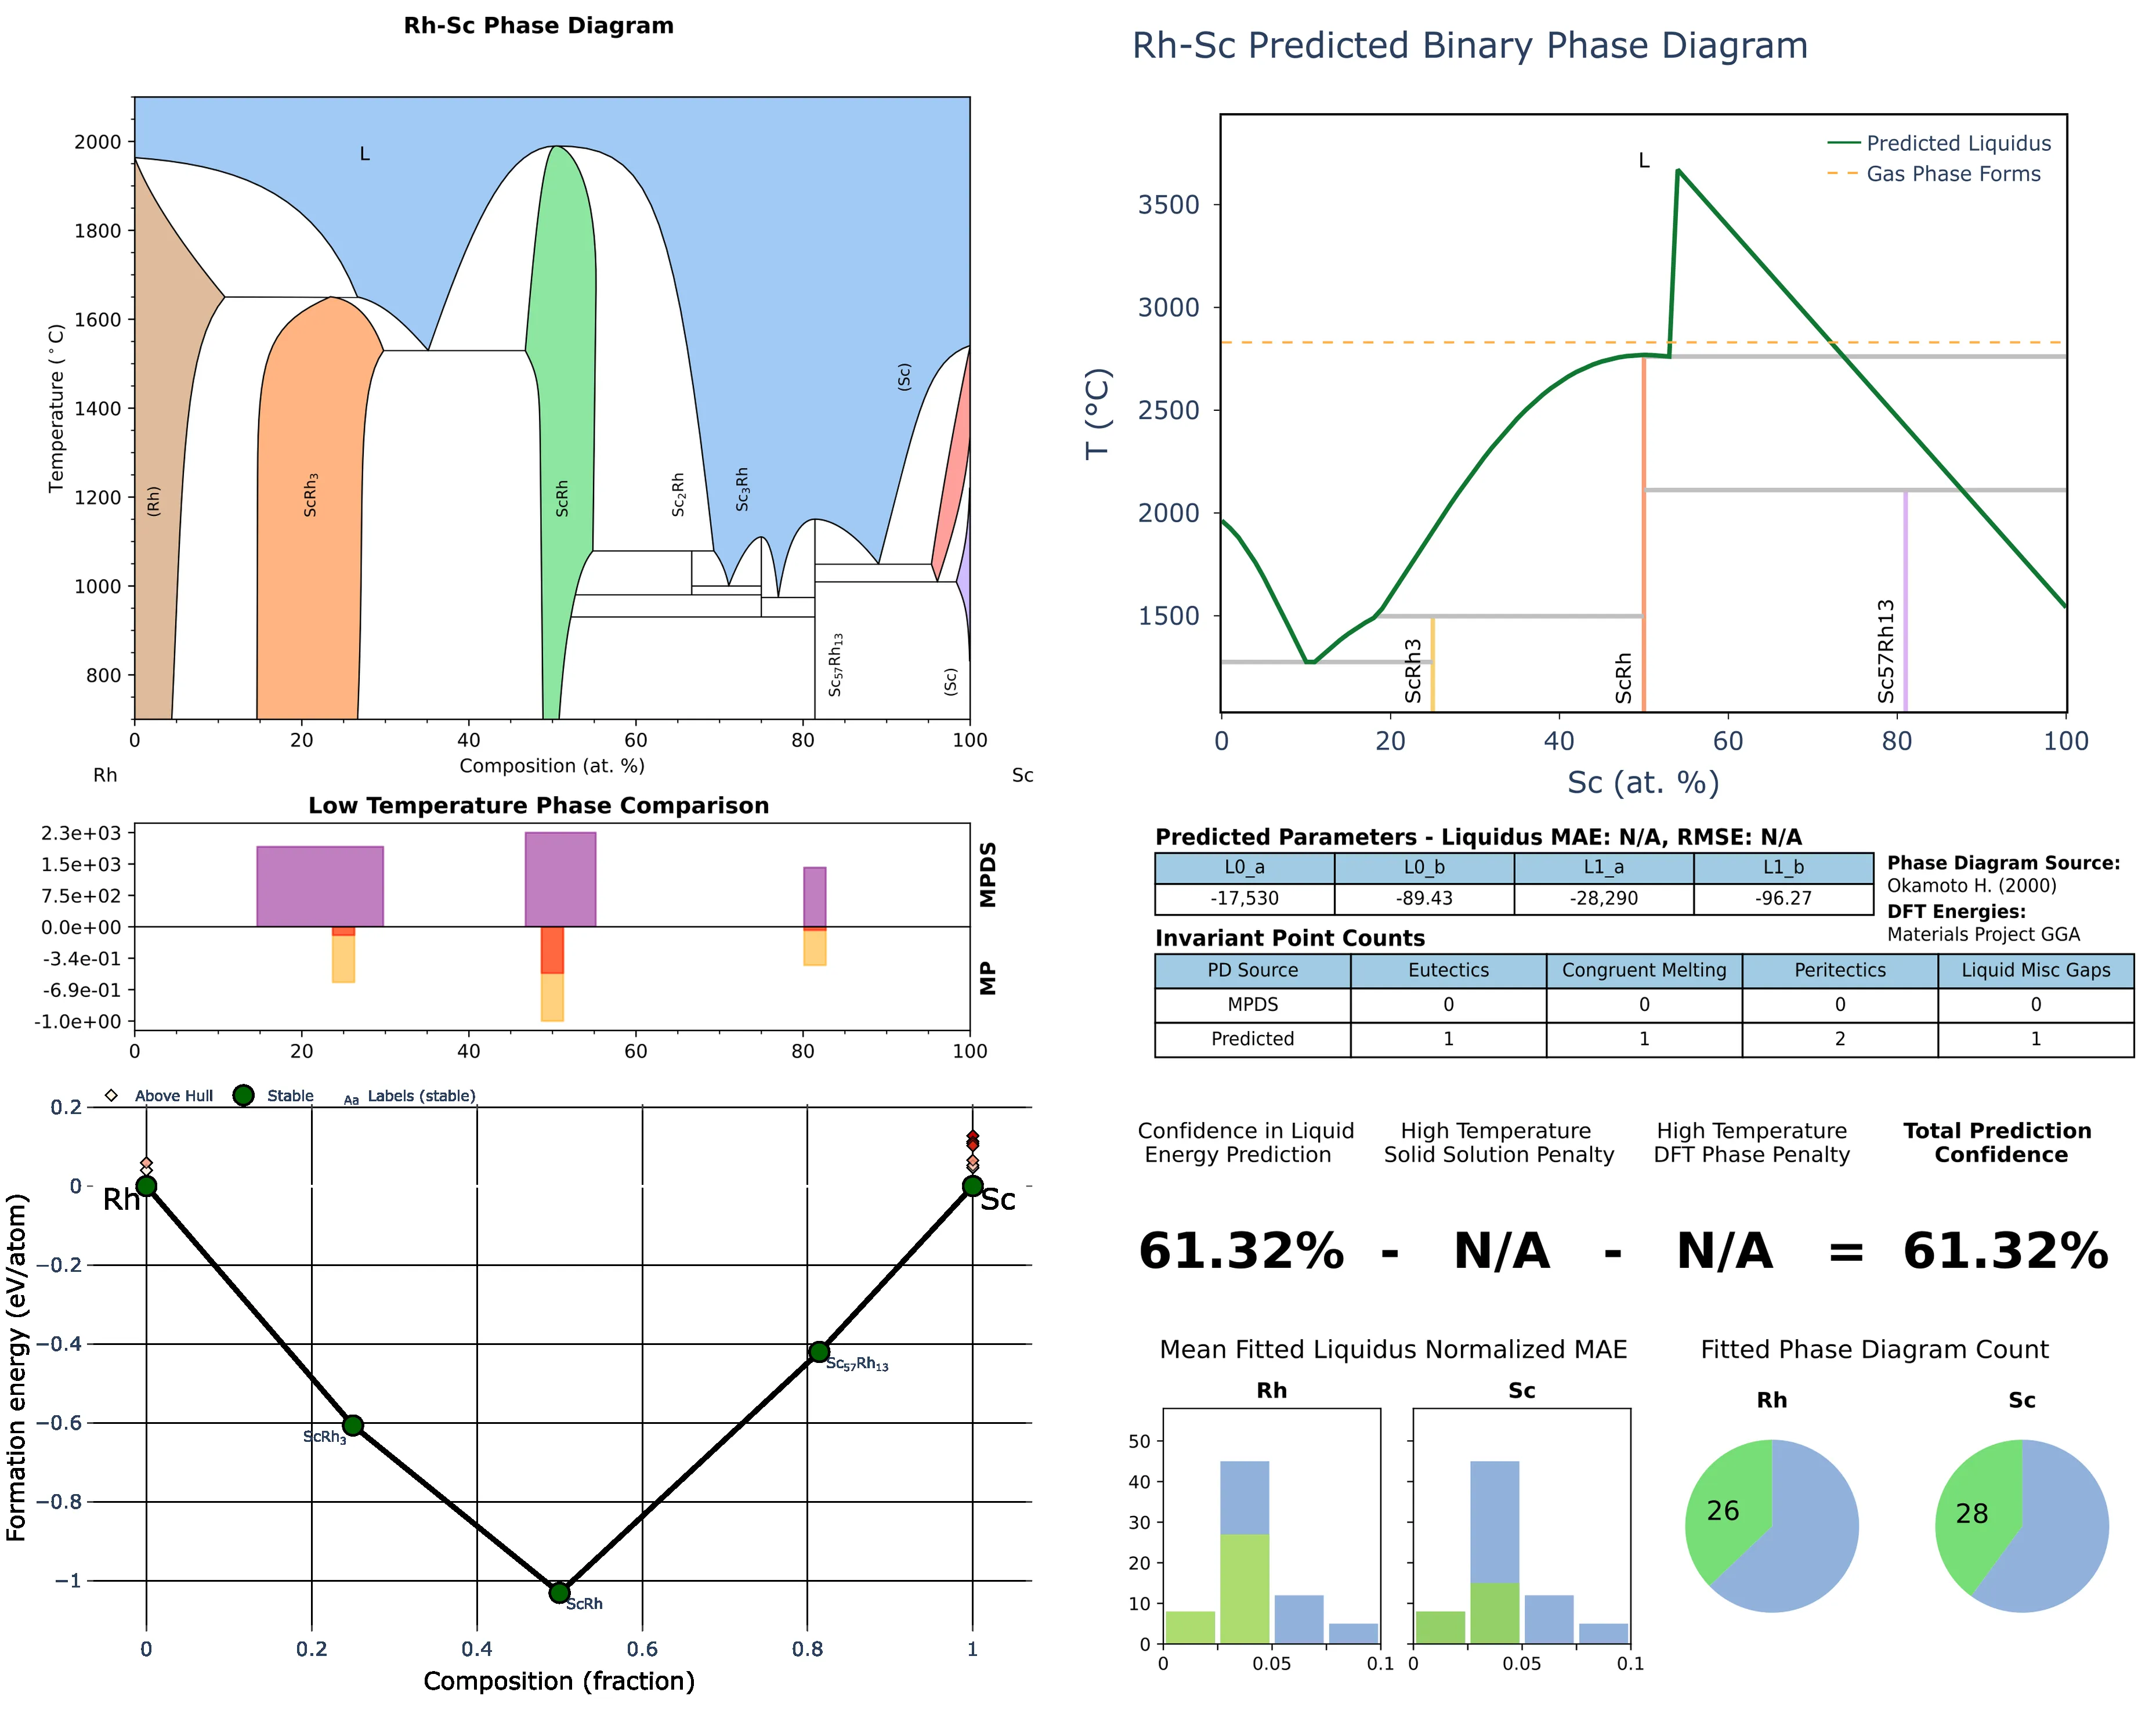 Rh-Sc Phase Diagram
Temperature (°C)
2000
1800
1600
1400
1200
1000
800
L
(Rh)
ScRh3
ScRh
Sc2Rh
Sc3Rh
(Sc)
Sc57Rh13
(Sc)
0 20 40 60 80 100
Composition (at. %)
Rh Sc
Low Temperature Phase Comparison
2.3e+03
1.5e+03
7.5e+02
0.0e+00
-3.4e-01
-6.9e-01
-1.0e+00
MPDS
MP
0 20 40 60 80 100
Above Hull Stable Aa Labels (stable)
Formation energy (eV/atom)
0.2
0
−0.2
−0.4
−0.6
−0.8
−1
Rh
Sc
Sc57Rh13
ScRh3
ScRh
0 0.2 0.4 0.6 0.8 1
Composition (fraction)
Rh-Sc Predicted Binary Phase Diagram
L
Predicted Liquidus
Gas Phase Forms
T (°C)
3500
3000
2500
2000
1500
ScRh3
ScRh
Sc57Rh13
0 20 40 60 80 100
Sc (at. %)
Predicted Parameters - Liquidus MAE: N/A, RMSE: N/A
L0_a L0_b L1_a L1_b
-17,530 -89.43 -28,290 -96.27
Phase Diagram Source:
Okamoto H. (2000)
DFT Energies:
Materials Project GGA
Invariant Point Counts
PD Source Eutectics Congruent Melting Peritectics Liquid Misc Gaps
MPDS 0 0 0 0
Predicted 1 1 2 1
Confidence in Liquid
Energy Prediction
High Temperature
Solid Solution Penalty
High Temperature
DFT Phase Penalty
Total Prediction
Confidence
61.32% - N/A - N/A = 61.32%
Mean Fitted Liquidus Normalized MAE
Rh Sc
50
40
30
20
10
0
0 0.05 0.1 0 0.05 0.1
Fitted Phase Diagram Count
Rh Sc
26 28